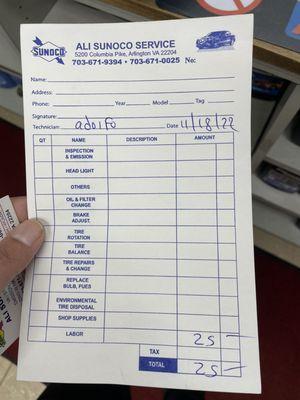 SUNOCO
ALI SUNOCO SERVICE
5200 Columbia Pike, Arlington VA 22204
703-671-9394 • 703-671-0025 No:
Name:
Address:
Phone: Year Model Tag
Signature:
Technician: adolfo Date 11/18/22
QT NAME DESCRIPTION AMOUNT
INSPECTION
& EMISSION
HEAD LIGHT
OTHERS
OIL & FILTER
CHANGE
BRAKE
ADJUST.
TIRE
ROTATION
TIRE
BALANCE
TIRE REPAIRS
& CHANGE
REPLACE
BULB, FUES
ENVIRONMENTAL
TIRE DISPOSAL
SHOP SUPPLIES
LABOR 25 —
TAX
TOTAL 25 —